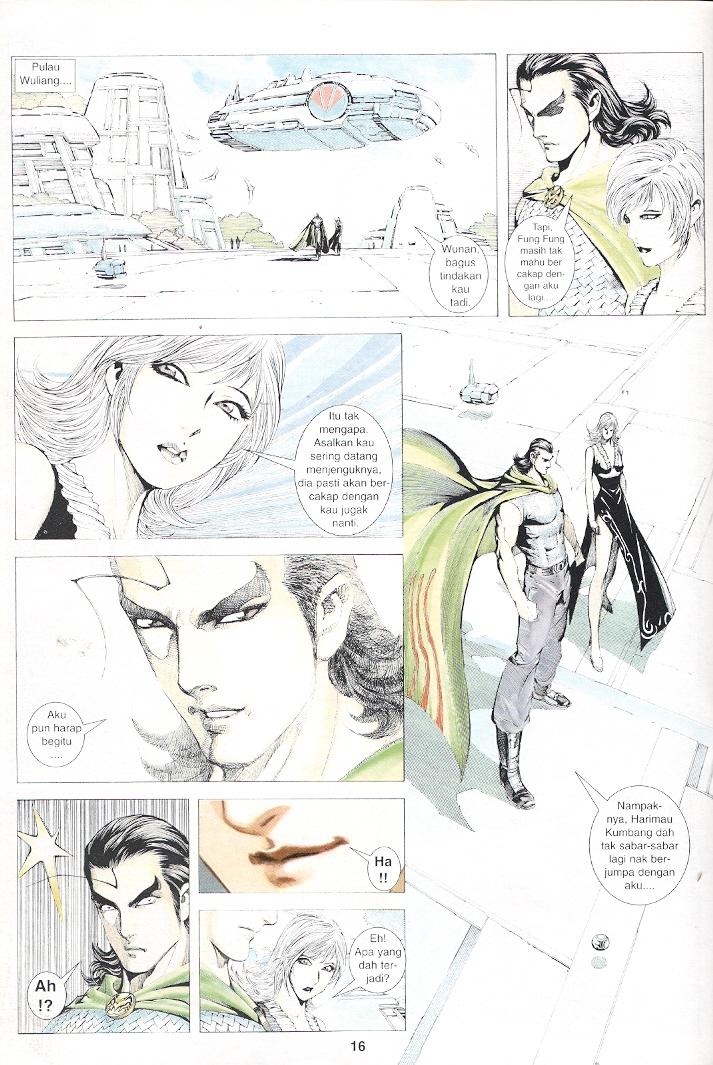 Pulau
Wuliang....
Wunan,
bagus
tindakan
kau
tadi.
Tapi,
Fung Fung
masih tak
mahu ber
cakap den-
gan aku
lagi...
Itu tak
mengapa.
Asalkan kau
sering datang
menjenguknya,
dia pasti akan ber-
cakap dengan
kau jugak
nanti.
Aku
pun harap
begitu
....
Nampak-
nya, Harimau
Kumbang dah
tak sabar-sabar
lagi nak ber-
jumpa dengan
aku....
Ah
!?
Ha
!!
Eh!
Apa yang
dah ter-
jadi?
16